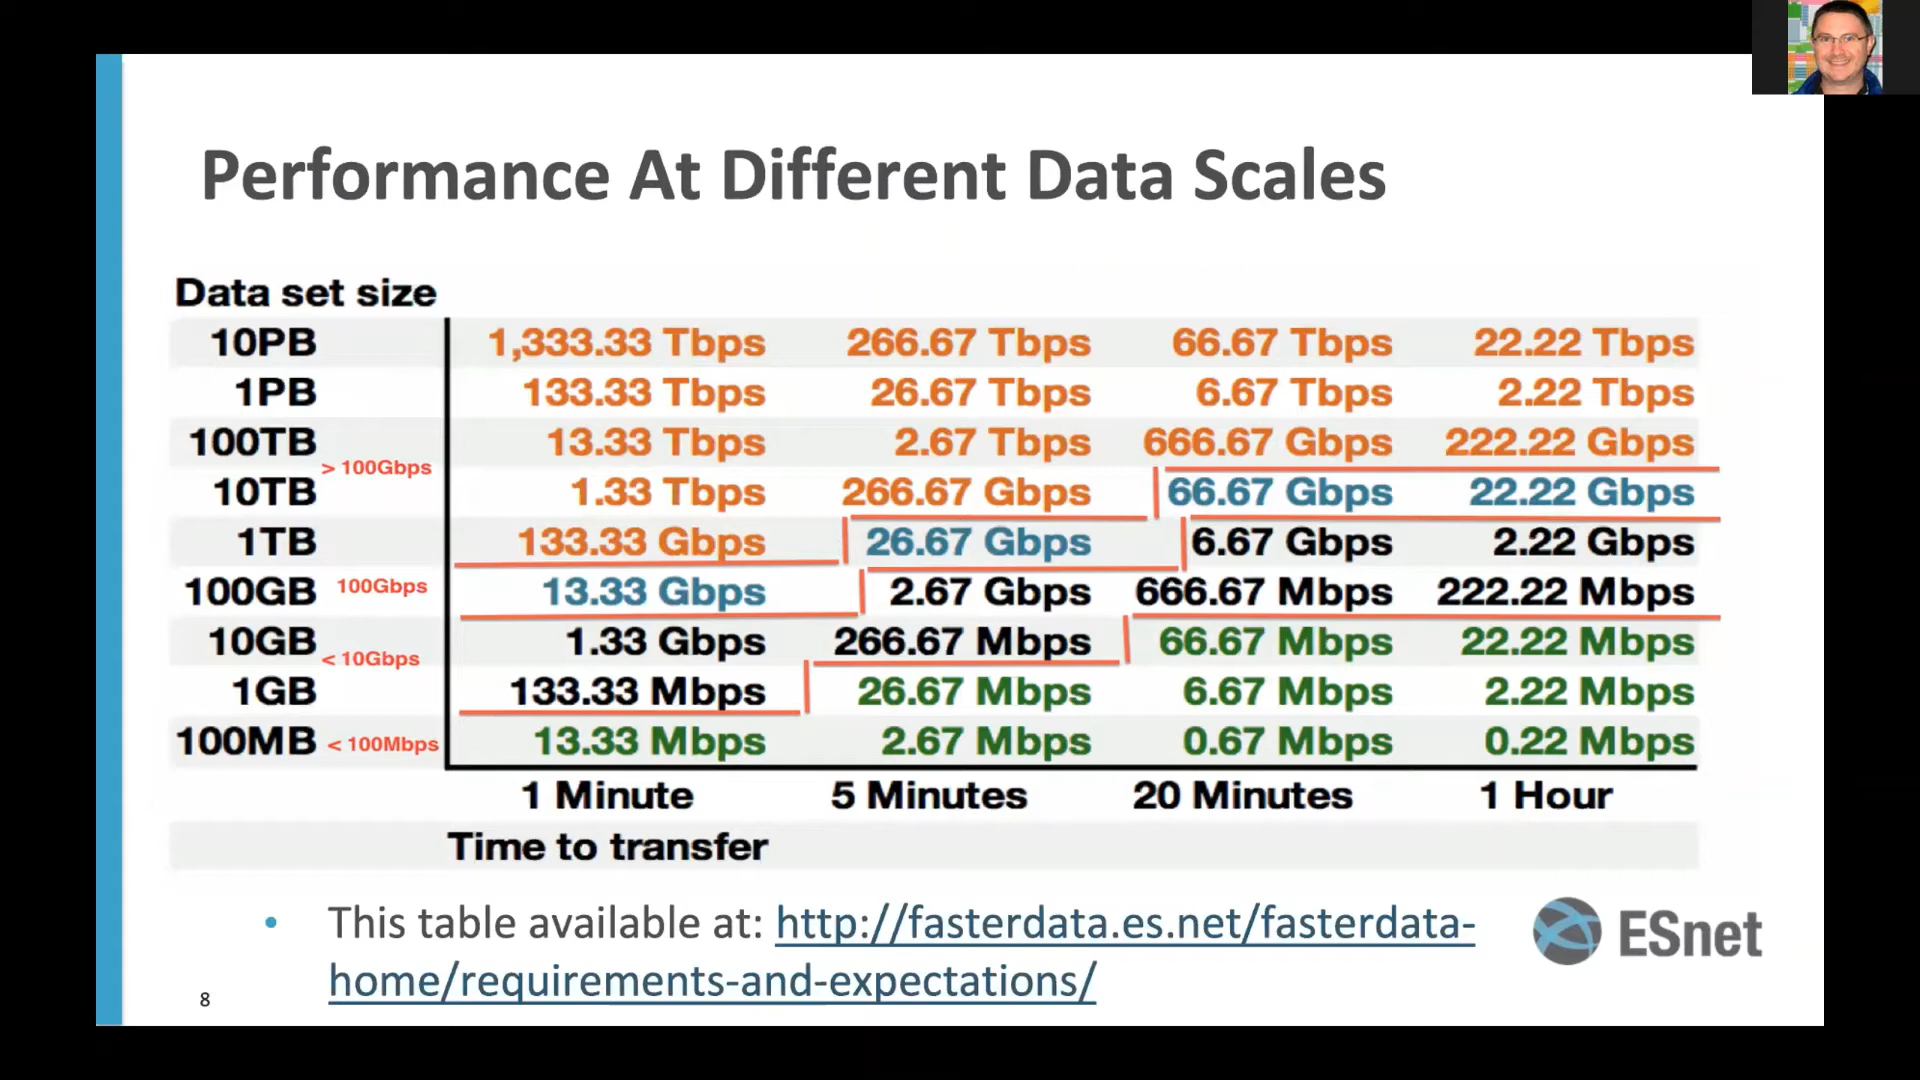 Performance At Different Data Scales
Data set size
10PB 1,333.33 Tbps 266.67 Tbps 66.67 Tbps 22.22 Tbps
1PB 133.33 Tbps 26.67 Tbps 6.67 Tbps 2.22 Tbps
100TB 13.33 Tbps 2.67 Tbps 666.67 Gbps 222.22 Gbps
> 100Gbps
10TB 1.33 Tbps 266.67 Gbps 66.67 Gbps 22.22 Gbps
1TB 133.33 Gbps 26.67 Gbps 6.67 Gbps 2.22 Gbps
100GB 100Gbps 13.33 Gbps 2.67 Gbps 666.67 Mbps 222.22 Mbps
10GB 1.33 Gbps 266.67 Mbps 66.67 Mbps 22.22 Mbps
< 10Gbps
1GB 133.33 Mbps 26.67 Mbps 6.67 Mbps 2.22 Mbps
100MB < 100Mbps 13.33 Mbps 2.67 Mbps 0.67 Mbps 0.22 Mbps
1 Minute 5 Minutes 20 Minutes 1 Hour
Time to transfer
• This table available at: http://fasterdata.es.net/fasterdata-
home/requirements-and-expectations/
ESnet
8